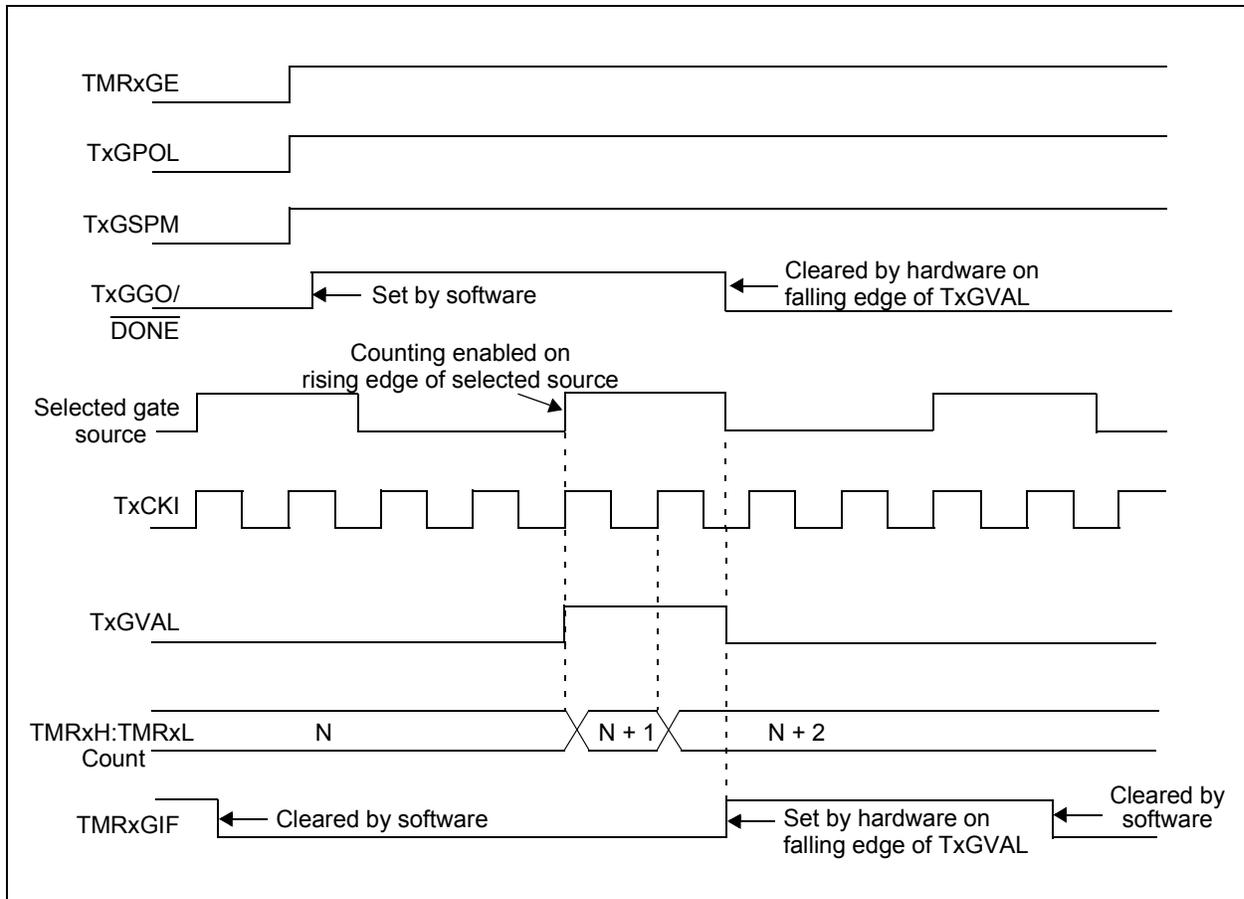 TMRxGE
TxGPOL
TxGSPM
TxGGO/
DONE
Set by software
Cleared by hardware on
falling edge of TxGVAL
Counting enabled on
rising edge of selected source
Selected gate
source
TxCKI
TxGVAL
TMRxH:TMRxL
Count
N
N + 1
N + 2
TMRxGIF
Cleared by software
Set by hardware on
falling edge of TxGVAL
Cleared by
software